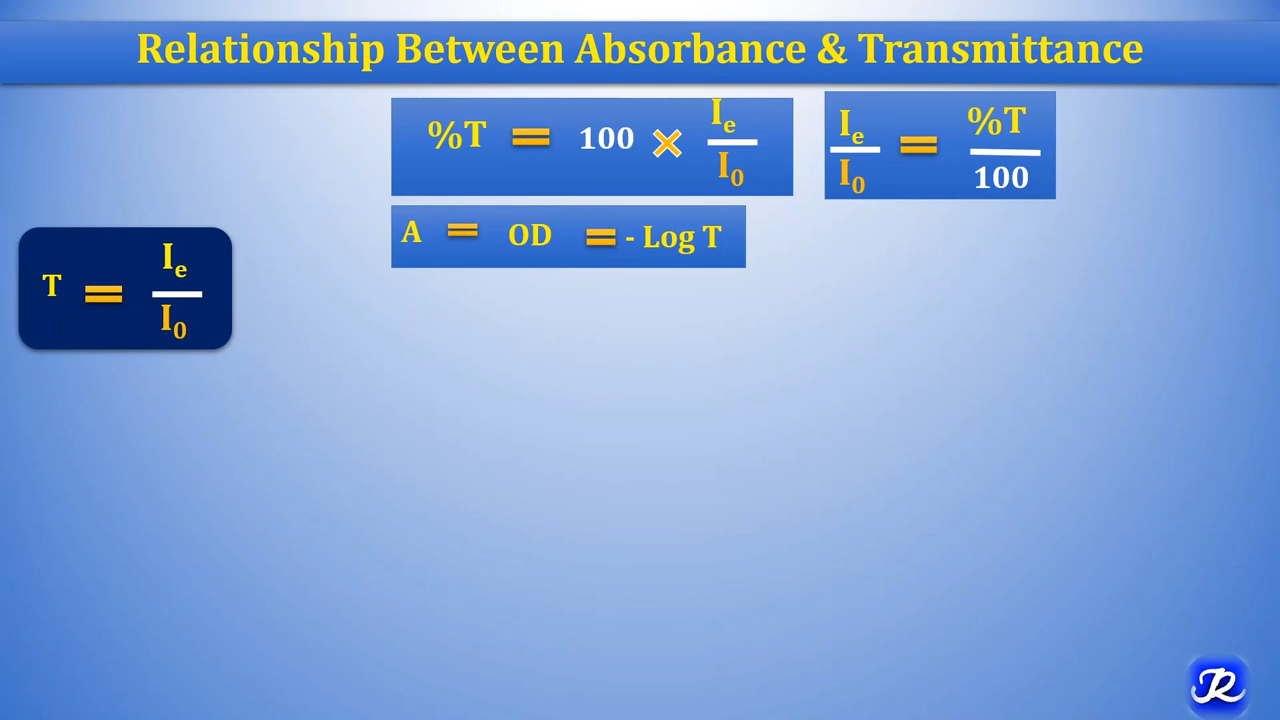 Relationship Between Absorbance & Transmittance
%T = 100 × Ie/I0
Ie/I0 = %T/100
A = OD = - Log T
T = Ie/I0